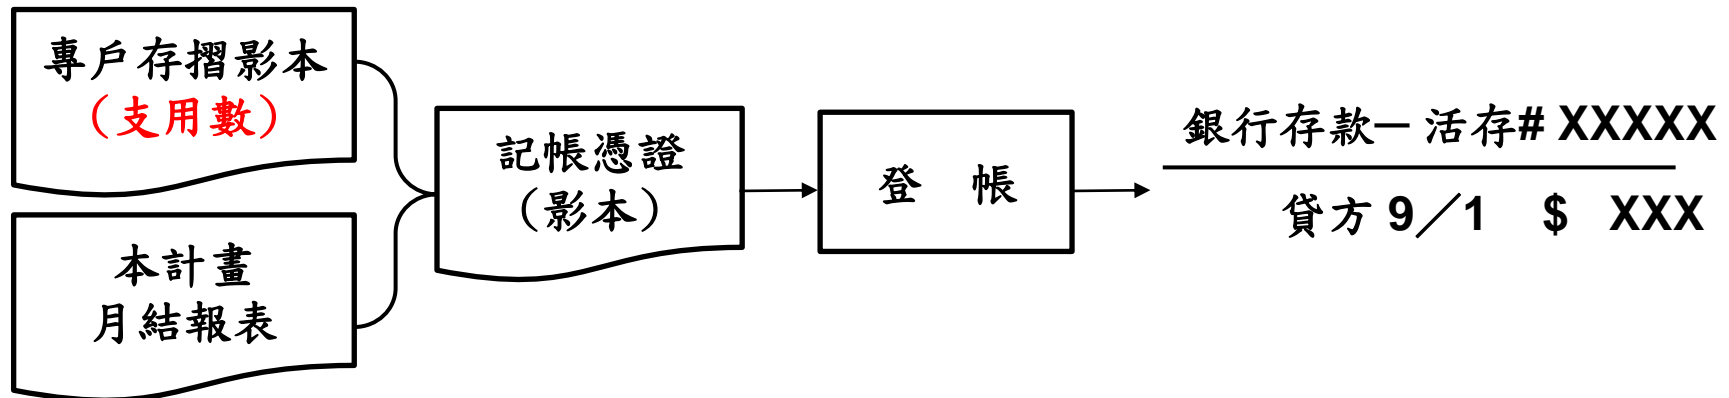 專戶存摺影本
（支用數）
本計畫
月結報表
記帳憑證
（影本）
登　帳
銀行存款─ 活存# XXXXX
貸方 9／1　$　XXX